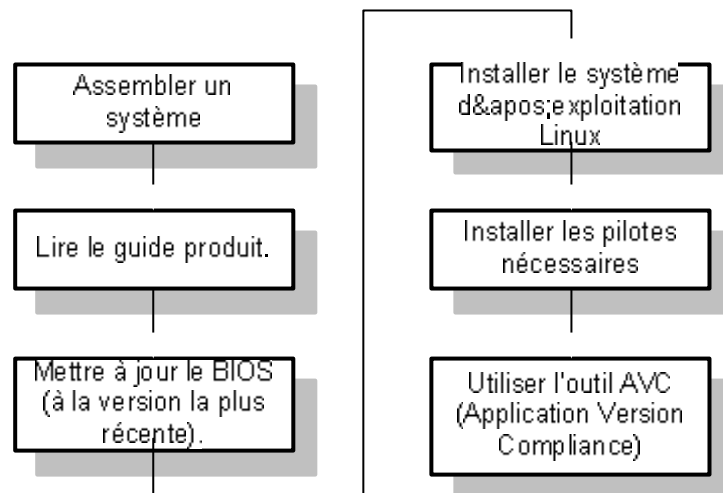 Assembler un
système
Lire le guide produit.
Mettre à jour le BIOS
(à la version la plus
récente).
Installer le système
d&apos;exploitation
Linux
Installer les pilotes
nécessaires
Utiliser l'outil AVC
(Application Version
Compliance)